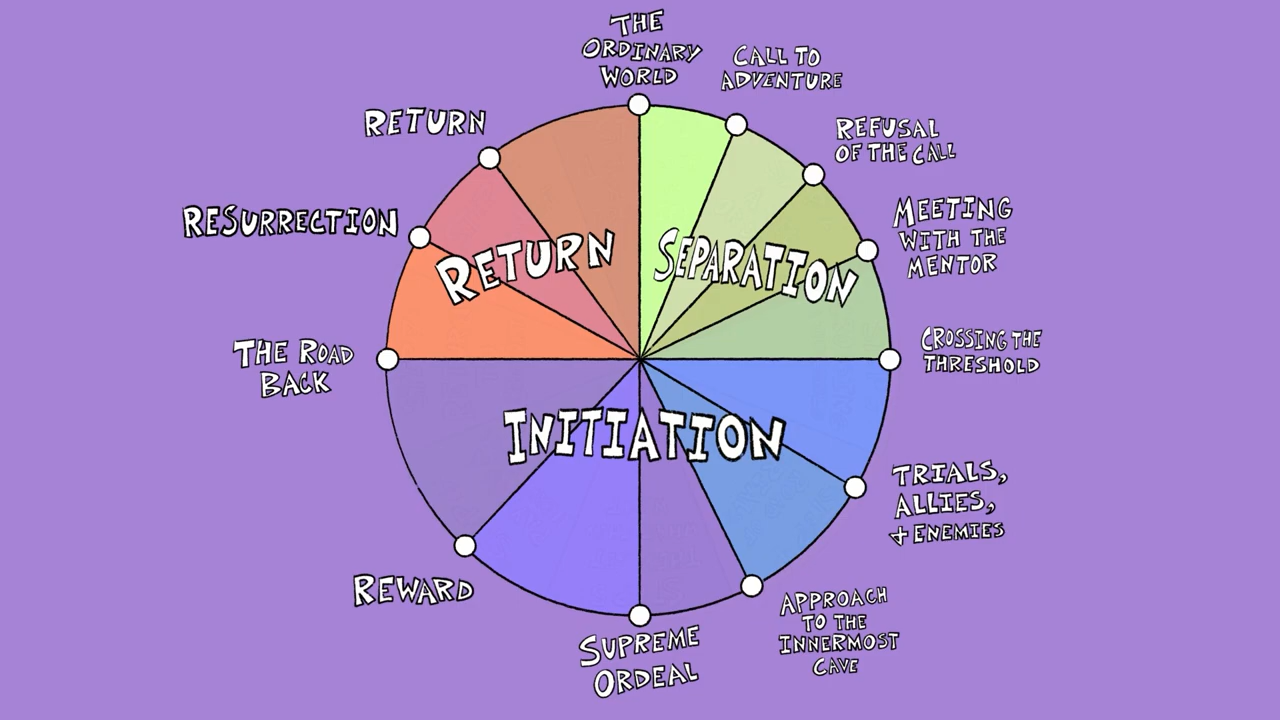 THE
ORDINARY
WORLD
CALL TO
ADVENTURE
REFUSAL
OF THE CALL
MEETING
WITH THE
MENTOR
CROSSING THE
THRESHOLD
TRIALS,
ALLIES,
+ ENEMIES
APPROACH
TO THE
INNERMOST
CAVE
SUPREME
ORDEAL
REWARD
THE ROAD
BACK
RESURRECTION
RETURN
SEPARATION
INITIATION
RETURN